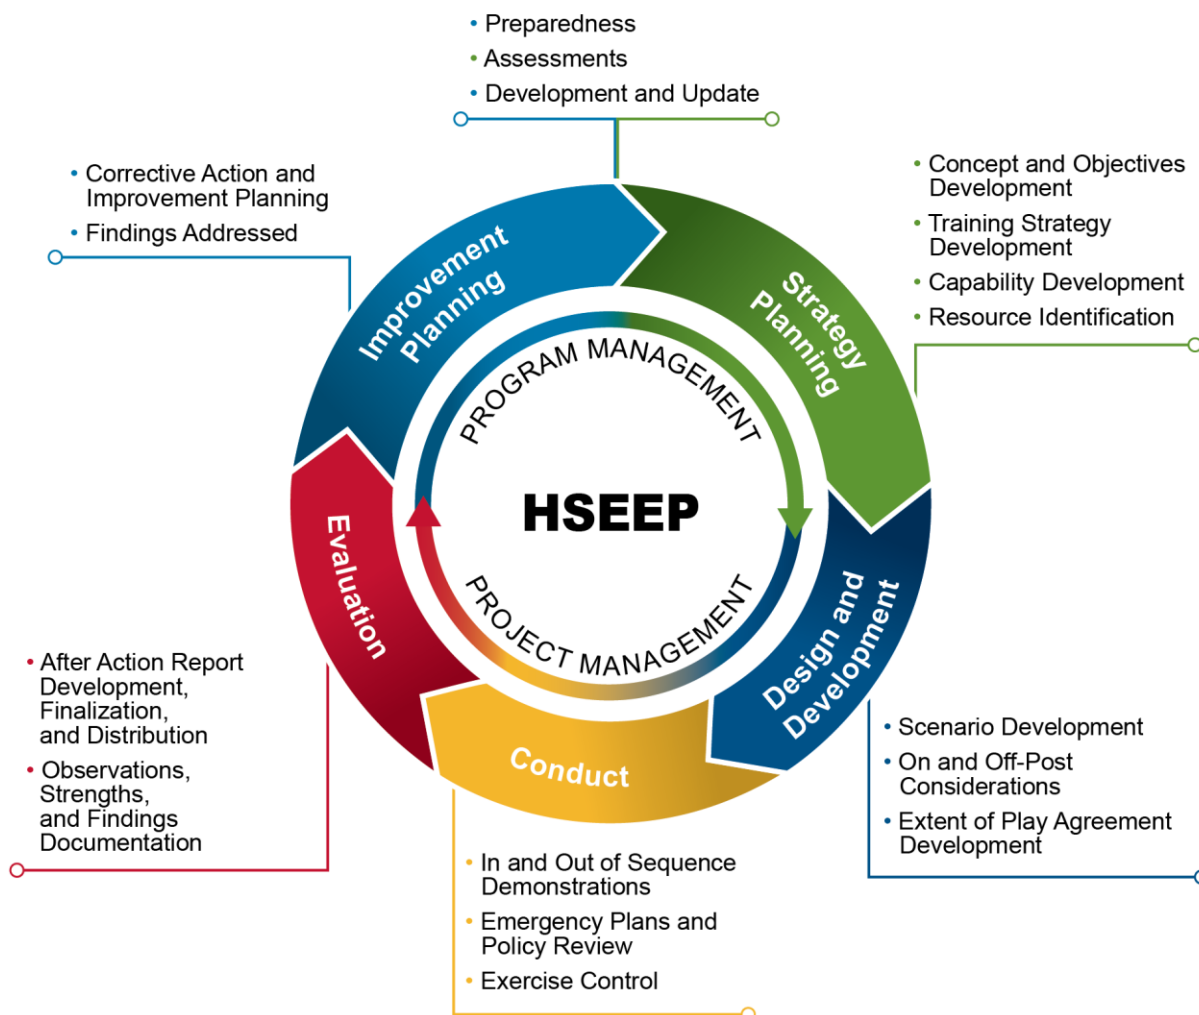 • Preparedness
• Assessments
• Development and Update
• Corrective Action and
Improvement Planning
• Findings Addressed
• Concept and Objectives
Development
• Training Strategy
Development
• Capability Development
• Resource Identification
Improvement
Planning
Strategy
Planning
PROGRAM MANAGEMENT
HSEEP
PROJECT MANAGEMENT
Evaluation
Design and
Development
Conduct
• After Action Report
Development,
Finalization,
and Distribution
• Observations,
Strengths,
and Findings
Documentation
• Scenario Development
• On and Off-Post
Considerations
• Extent of Play Agreement
Development
• In and Out of Sequence
Demonstrations
• Emergency Plans and
Policy Review
• Exercise Control